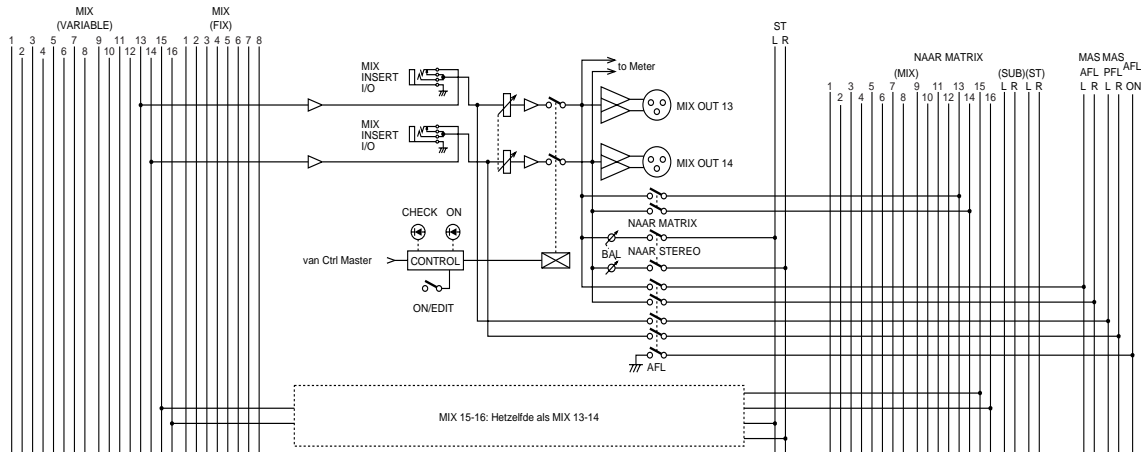 MIX
(VARIABLE)
1 2 3 4 5 6 7 8 9 10 11 12 13 14 15 16
MIX
(FIX)
1 2 3 4 5 6 7 8
MIX
INSERT
I/O
to Meter
MIX OUT 13
MIX
INSERT
I/O
MIX OUT 14
ST
L R
NAAR MATRIX
(MIX)
1 2 3 4 5 6 7 8 9 10 11 12 13 14 15 16
(SUB)(ST)
L R L R
MAS MAS AFL
AFL PFL
L R L R ON
NAAR MATRIX
CHECK ON
BAL NAAR STEREO
van Ctrl Master
CONTROL
ON/EDIT
AFL
MIX 15-16: Hetzelfde als MIX 13-14